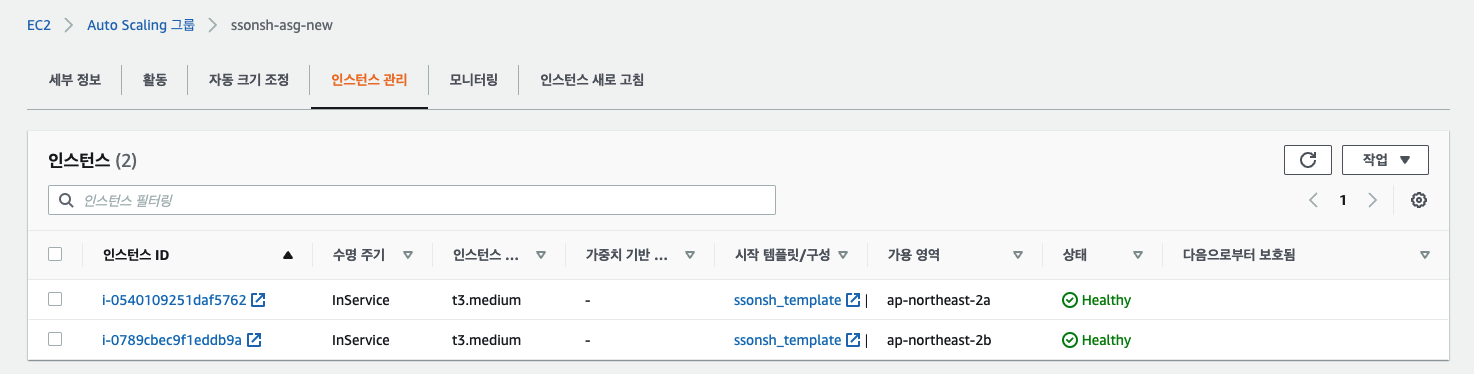 EC2 > Auto Scaling 그룹 > ssonsh-asg-new
세부 정보 활동 자동 크기 조정 인스턴스 관리 모니터링 인스턴스 새로 고침
인스턴스 (2)
작업
인스턴스 필터링
1
인스턴스 ID 수명 주기 인스턴스 ... 가중치 기반 ... 시작 템플릿/구성 가용 영역 상태 다음으로부터 보호됨
i-0540109251daf5762 InService t3.medium - ssonsh_template | ap-northeast-2a Healthy
i-0789cbec9f1eddb9a InService t3.medium - ssonsh_template | ap-northeast-2b Healthy